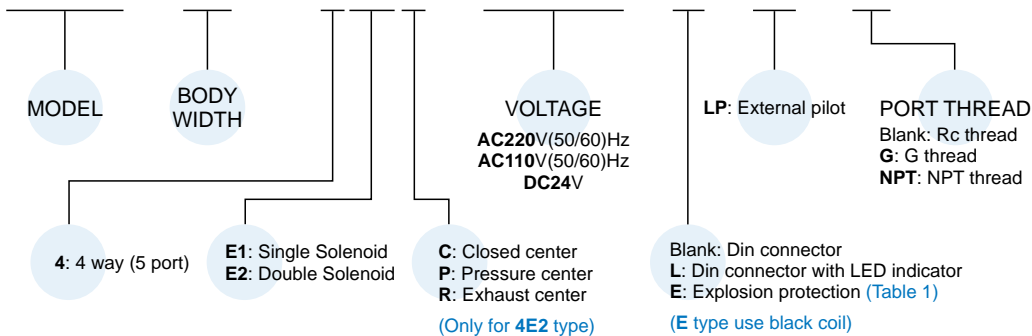 MODEL
BODY
WIDTH
VOLTAGE
AC220V(50/60)Hz
AC110V(50/60)Hz
DC24V
LP: External pilot
PORT THREAD
Blank: Rc thread
G: G thread
NPT: NPT thread
4: 4 way (5 port)
E1: Single Solenoid
E2: Double Solenoid
C: Closed center
P: Pressure center
R: Exhaust center
(Only for 4E2 type)
Blank: Din connector
L: Din connector with LED indicator
E: Explosion protection (Table 1)
(E type use black coil)